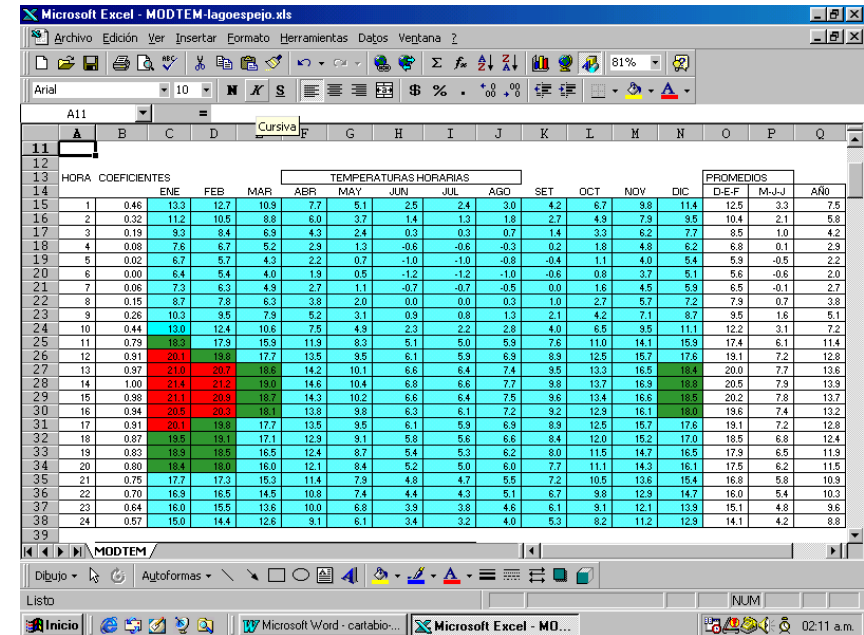 Microsoft Excel - MODTEM-lagoespejo.xls
Archivo Edición Ver Insertar Formato Herramientas Datos Ventana ?
81%
Arial 10 N K S $ % .
A11 =
Cursiva
A B C D F G H I J K L M N O P Q
11
12
13 HORA COEFICIENTES TEMPERATURAS HORARIAS PROMEDIOS
14 ENE FEB MAR ABR MAY JUN JUL AGO SET OCT NOV DIC D-E-F M-J-J AÑ0
15 1 0.46 13.3 12.7 10.9 7.7 5.1 2.5 2.4 3.0 4.2 6.7 9.8 11.4 12.5 3.3 7.5
16 2 0.32 11.2 10.5 8.8 6.0 3.7 1.4 1.3 1.8 2.7 4.9 7.9 9.5 10.4 2.1 5.8
17 3 0.19 9.3 8.4 6.9 4.3 2.4 0.3 0.3 0.7 1.4 3.3 6.2 7.7 8.5 1.0 4.2
18 4 0.08 7.6 6.7 5.2 2.9 1.3 -0.6 -0.6 -0.3 0.2 1.8 4.8 6.2 6.8 0.1 2.9
19 5 0.02 6.7 5.7 4.3 2.2 0.7 -1.0 -1.0 -0.8 -0.4 1.1 4.0 5.4 5.9 -0.5 2.2
20 6 0.00 6.4 5.4 4.0 1.9 0.5 -1.2 -1.2 -1.0 -0.6 0.8 3.7 5.1 5.6 -0.6 2.0
21 7 0.06 7.3 6.3 4.9 2.7 1.1 -0.7 -0.7 -0.5 0.0 1.6 4.5 5.9 6.5 -0.1 2.7
22 8 0.15 8.7 7.8 6.3 3.8 2.0 0.0 0.0 0.3 1.0 2.7 5.7 7.2 7.9 0.7 3.8
23 9 0.26 10.3 9.5 7.9 5.2 3.1 0.9 0.8 1.3 2.1 4.2 7.1 8.7 9.5 1.6 5.1
24 10 0.44 13.0 12.4 10.6 7.5 4.9 2.3 2.2 2.8 4.0 6.5 9.5 11.1 12.2 3.1 7.2
25 11 0.79 18.3 17.9 15.9 11.9 8.3 5.1 5.0 5.9 7.6 11.0 14.1 15.9 17.4 6.1 11.4
26 12 0.91 20.1 19.8 17.7 13.5 9.5 6.1 5.9 6.9 8.9 12.5 15.7 17.6 19.1 7.2 12.8
27 13 0.97 21.0 20.7 18.6 14.2 10.1 6.6 6.4 7.4 9.5 13.3 16.5 18.4 20.0 7.7 13.6
28 14 1.00 21.4 21.2 19.0 14.6 10.4 6.8 6.6 7.7 9.8 13.7 16.9 18.8 20.5 7.9 13.9
29 15 0.98 21.1 20.9 18.7 14.3 10.2 6.6 6.4 7.5 9.6 13.4 16.6 18.5 20.2 7.8 13.7
30 16 0.94 20.5 20.3 18.1 13.8 9.8 6.3 6.1 7.2 9.2 12.9 16.1 18.0 19.6 7.4 13.2
31 17 0.91 20.1 19.8 17.7 13.5 9.5 6.1 5.9 6.9 8.9 12.5 15.7 17.6 19.1 7.2 12.8
32 18 0.87 19.5 19.1 17.1 12.9 9.1 5.8 5.6 6.6 8.4 12.0 15.2 17.0 18.5 6.8 12.4
33 19 0.83 18.9 18.5 16.5 12.4 8.7 5.4 5.3 6.2 8.0 11.5 14.7 16.5 17.9 6.5 11.9
34 20 0.80 18.4 18.0 16.0 12.1 8.4 5.2 5.0 6.0 7.7 11.1 14.3 16.1 17.5 6.2 11.5
35 21 0.75 17.7 17.3 15.3 11.4 7.9 4.8 4.7 5.5 7.2 10.5 13.6 15.4 16.8 5.8 10.9
36 22 0.70 16.9 16.5 14.5 10.8 7.4 4.4 4.3 5.1 6.7 9.8 12.9 14.7 16.0 5.4 10.3
37 23 0.64 16.0 15.5 13.6 10.0 6.8 3.9 3.8 4.6 6.1 9.1 12.1 13.9 15.1 4.8 9.6
38 24 0.57 15.0 14.4 12.6 9.1 6.1 3.4 3.2 4.0 5.3 8.2 11.2 12.9 14.1 4.2 8.8
39
MODTEM
Dibujo Autoformas
Listo NUM
Inicio Microsoft Word - cartabio-... Microsoft Excel - MO... 02:11 a.m.